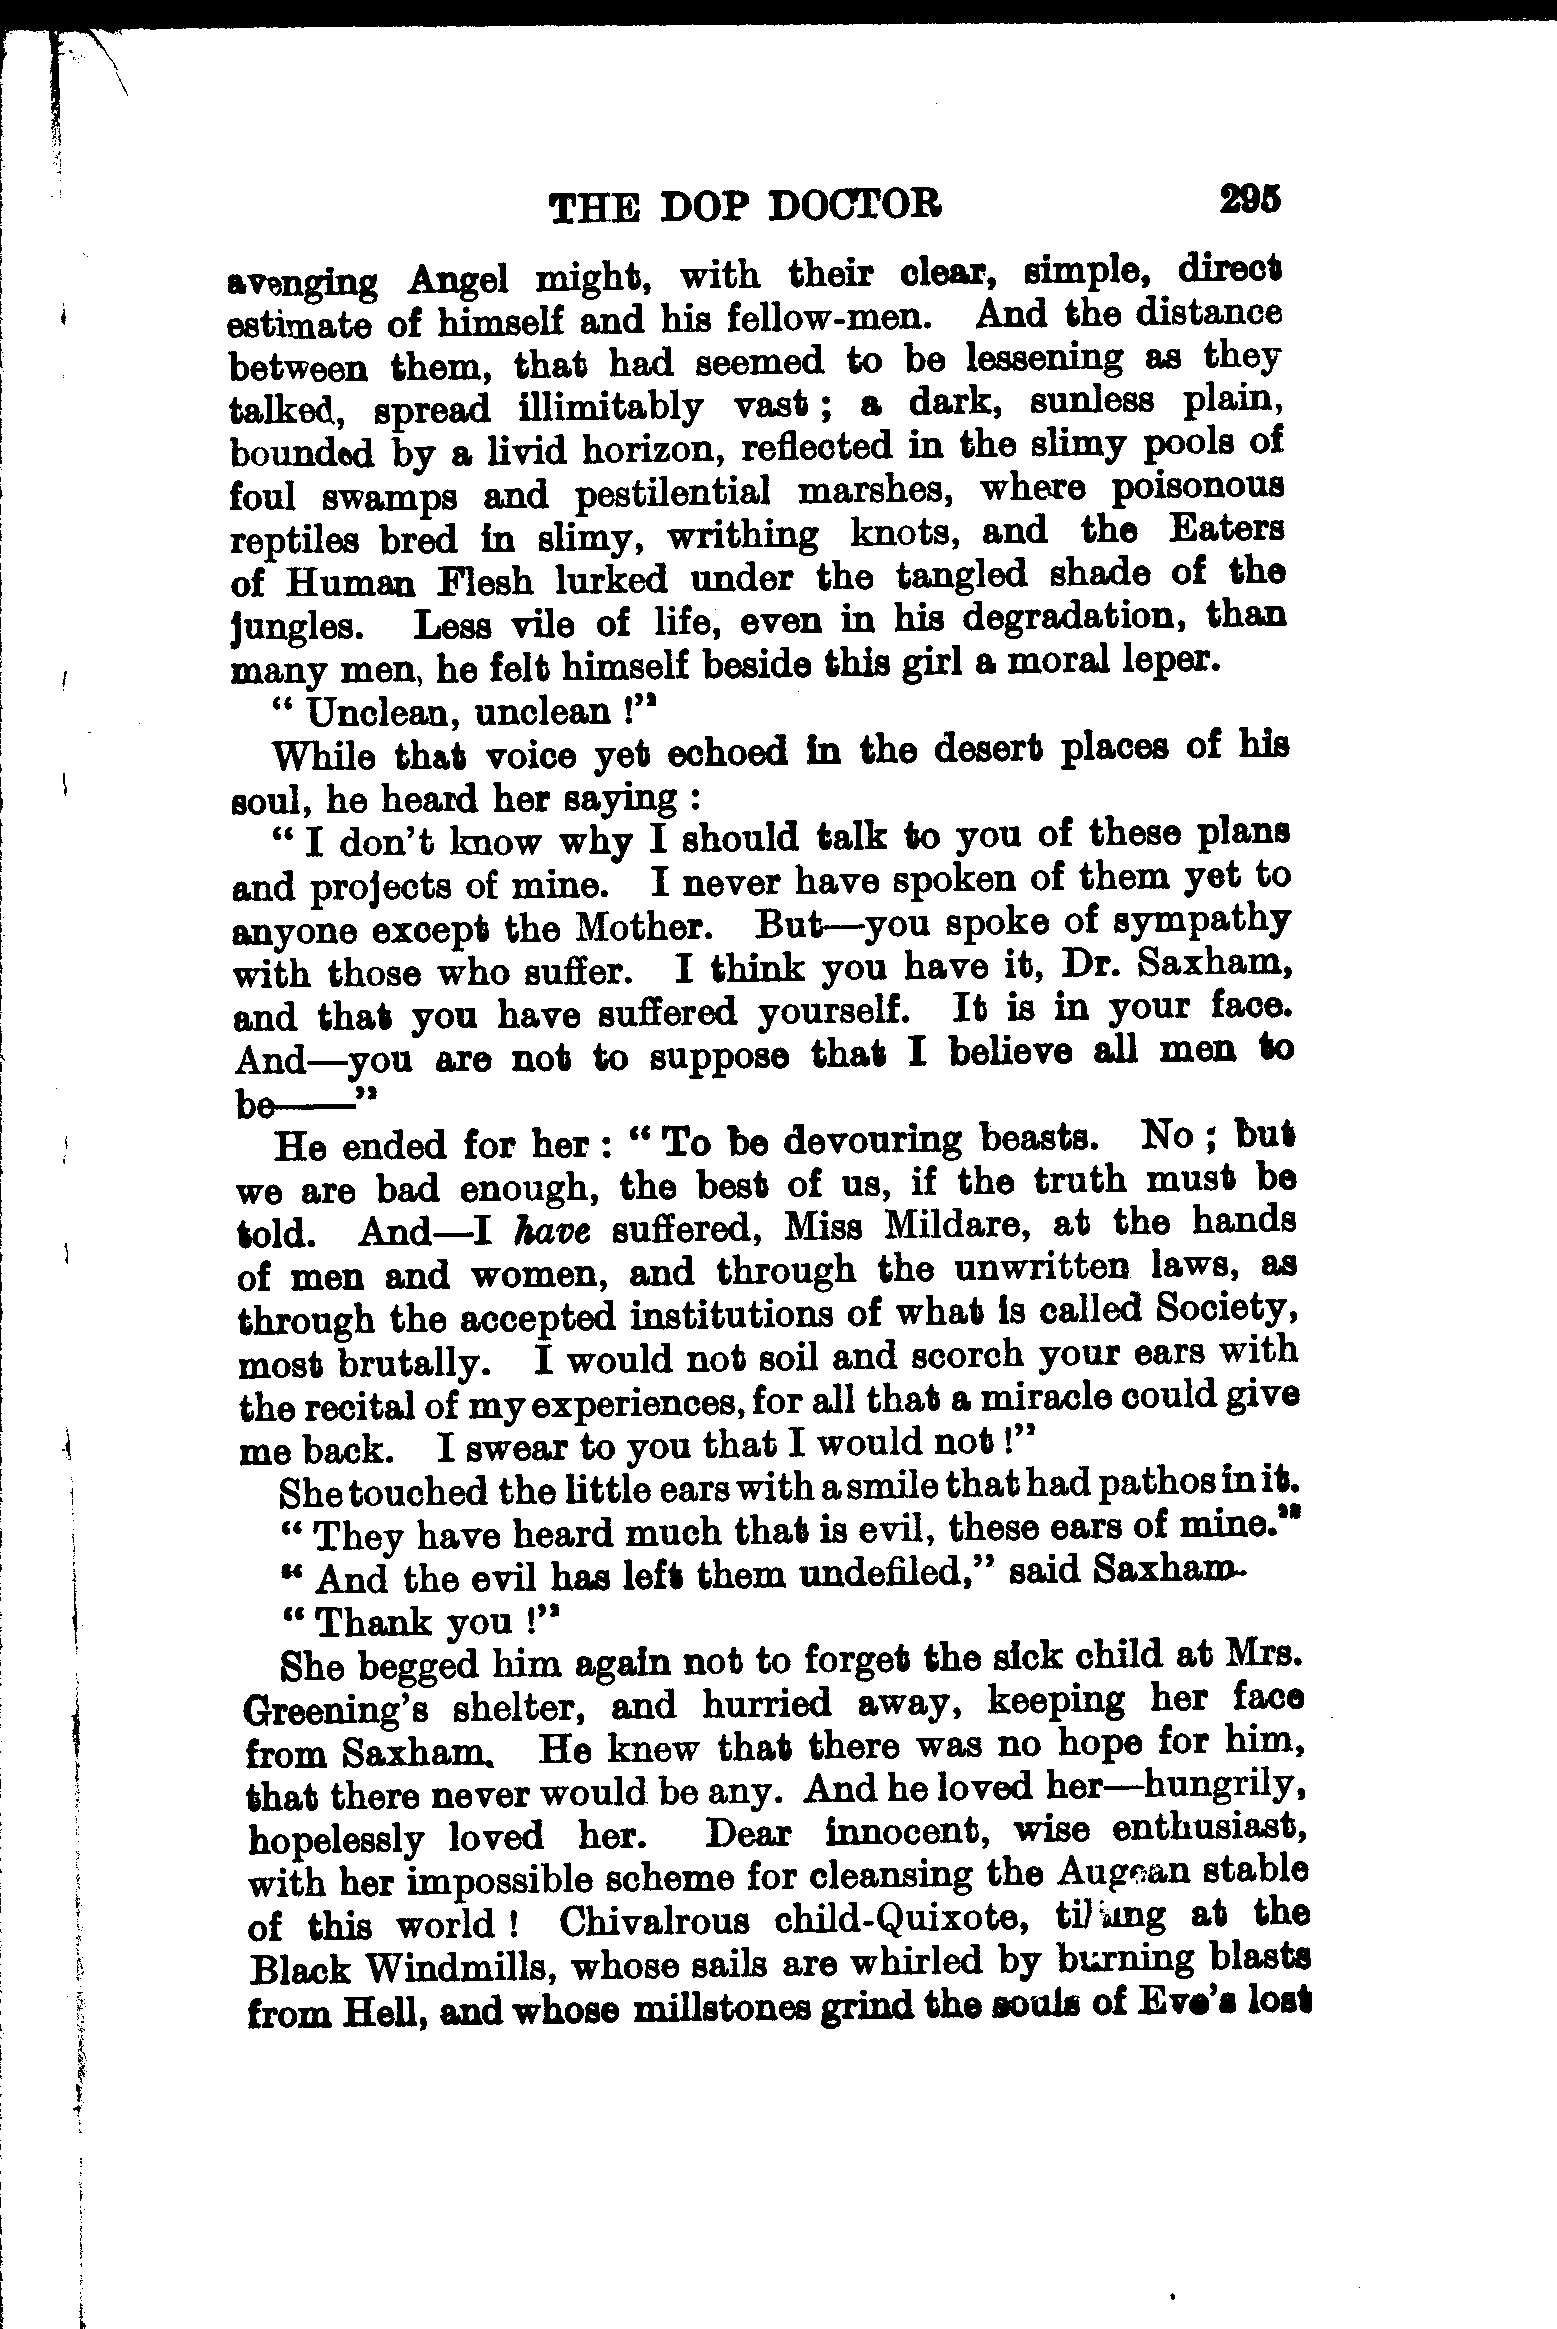 THE DOP DOCTOR 295
avenging Angel might, with their clear, simple, direct
estimate of himself and his fellow-men. And the distance
between them, that had seemed to be lessening as they
talked, spread illimitably vast ; a dark, sunless plain,
bounded by a livid horizon, reflected in the slimy pools of
foul swamps and pestilential marshes, where poisonous
reptiles bred in slimy, writhing knots, and the Eaters
of Human Flesh lurked under the tangled shade of the
jungles. Less vile of life, even in his degradation, than
many men, he felt himself beside this girl a moral leper.
" Unclean, unclean !"
While that voice yet echoed in the desert places of his
soul, he heard her saying :
" I don't know why I should talk to you of these plans
and projects of mine. I never have spoken of them yet to
anyone except the Mother. But—you spoke of sympathy
with those who suffer. I think you have it, Dr. Saxham,
and that you have suffered yourself. It is in your face.
And—you are not to suppose that I believe all men to
be——"
He ended for her : " To be devouring beasts. No ; but
we are bad enough, the best of us, if the truth must be
told. And—I have suffered, Miss Mildare, at the hands
of men and women, and through the unwritten laws, as
through the accepted institutions of what is called Society,
most brutally. I would not soil and scorch your ears with
the recital of my experiences, for all that a miracle could give
me back. I swear to you that I would not !"
She touched the little ears with a smile that had pathos in it.
" They have heard much that is evil, these ears of mine."
" And the evil has left them undefiled," said Saxham.
" Thank you !"
She begged him again not to forget the sick child at Mrs.
Greening's shelter, and hurried away, keeping her face
from Saxham. He knew that there was no hope for him,
that there never would be any. And he loved her—hungrily,
hopelessly loved her. Dear innocent, wise enthusiast,
with her impossible scheme for cleansing the Augean stable
of this world ! Chivalrous child-Quixote, tilting at the
Black Windmills, whose sails are whirled by burning blasts
from Hell, and whose millstones grind the souls of Eve's lost